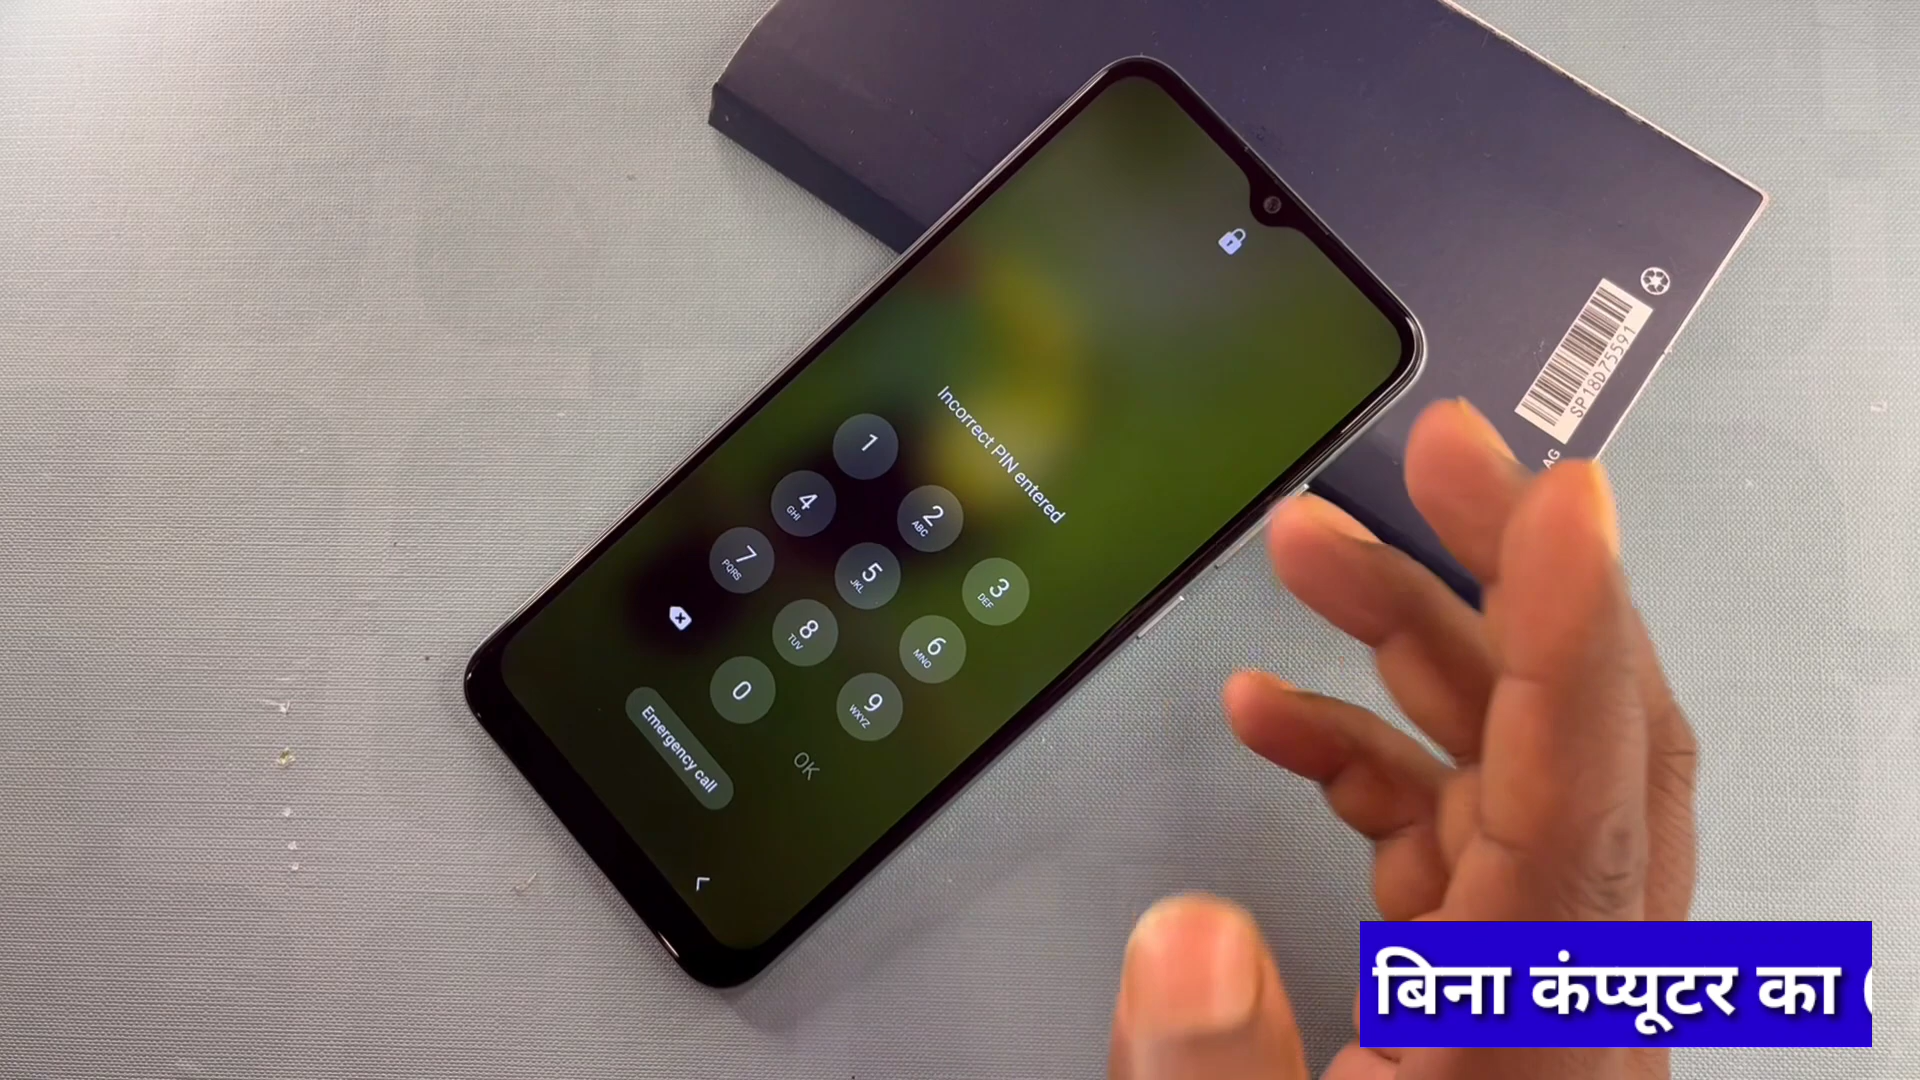 Incorrect PIN entered
1
2 ABC
3 DEF
4 GHI
5 JKL
6 MNO
7 PQRS
8 TUV
9 WXYZ
0
OK
Emergency call
SP18D75591
AG
बिना कंप्यूटर का